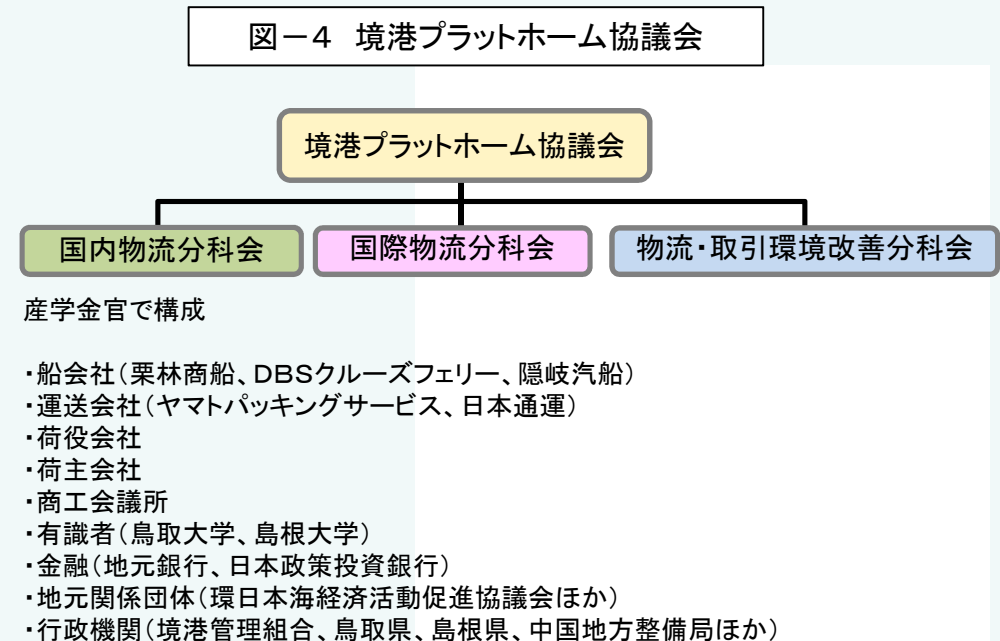 図－4 境港プラットホーム協議会
境港プラットホーム協議会
国内物流分科会
国際物流分科会
物流・取引環境改善分科会
産学金官で構成
・船会社（栗林商船、DBSクルーズフェリー、隠岐汽船）
・運送会社（ヤマトパッキングサービス、日本通運）
・荷役会社
・荷主会社
・商工会議所
・有識者（鳥取大学、島根大学）
・金融（地元銀行、日本政策投資銀行）
・地元関係団体（環日本海経済活動促進協議会ほか）
・行政機関（境港管理組合、鳥取県、島根県、中国地方整備局ほか）